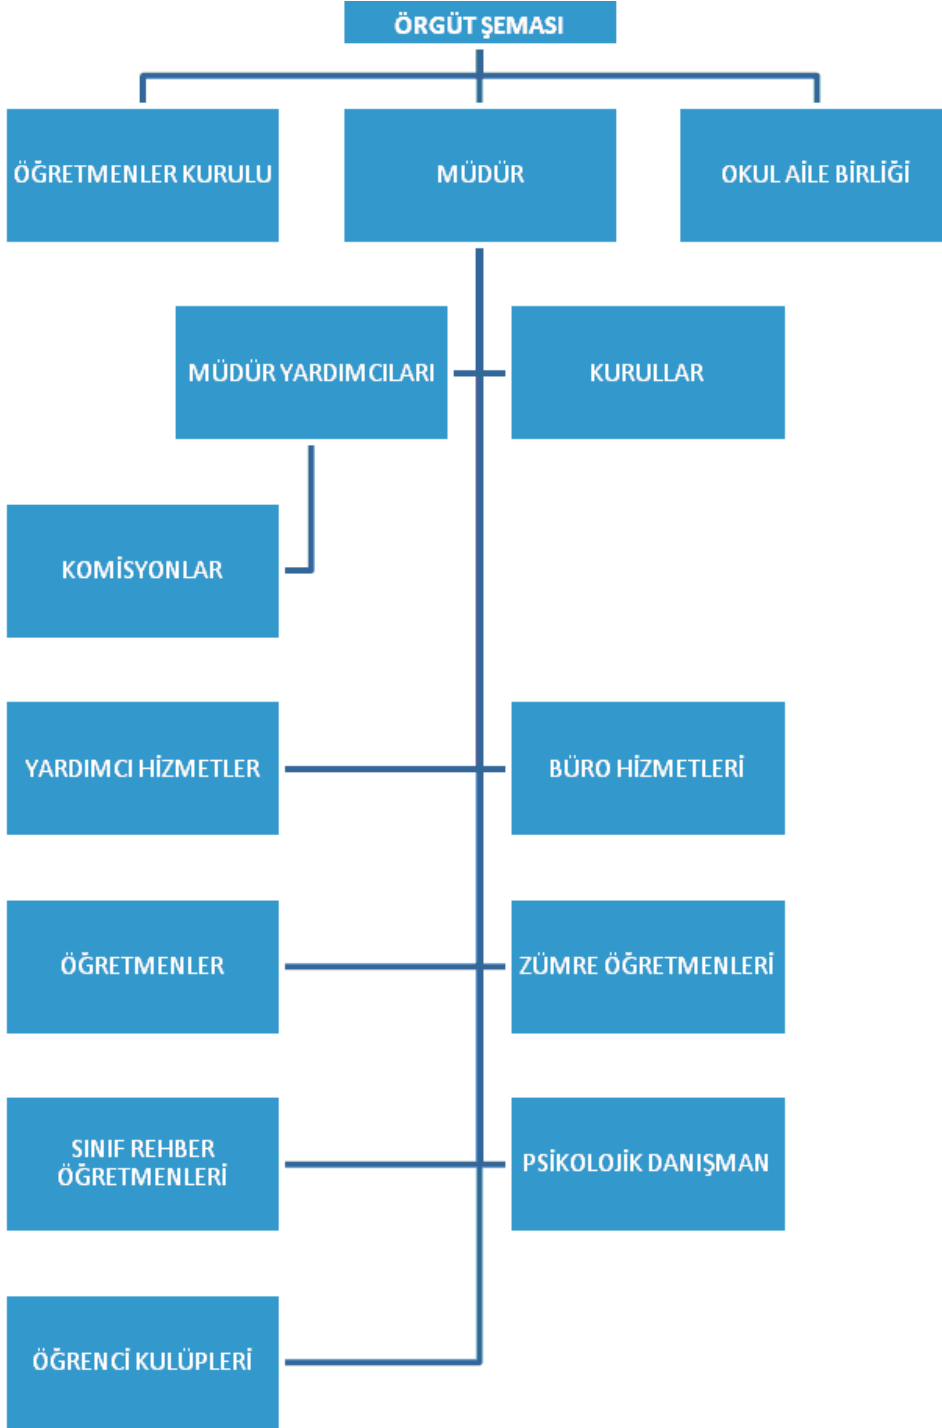 ÖRGÜT ŞEMASI
ÖĞRETMENLER KURULU
MÜDÜR
OKUL AİLE BİRLİĞİ
MÜDÜR YARDIMCILARI
KURULLAR
KOMİSYONLAR
YARDIMCI HİZMETLER
BÜRO HİZMETLERİ
ÖĞRETMENLER
ZÜMRE ÖĞRETMENLERİ
SINIF REHBER
ÖĞRETMENLERİ
PSİKOLOJİK DANIŞMAN
ÖĞRENCİ KULÜPLERİ